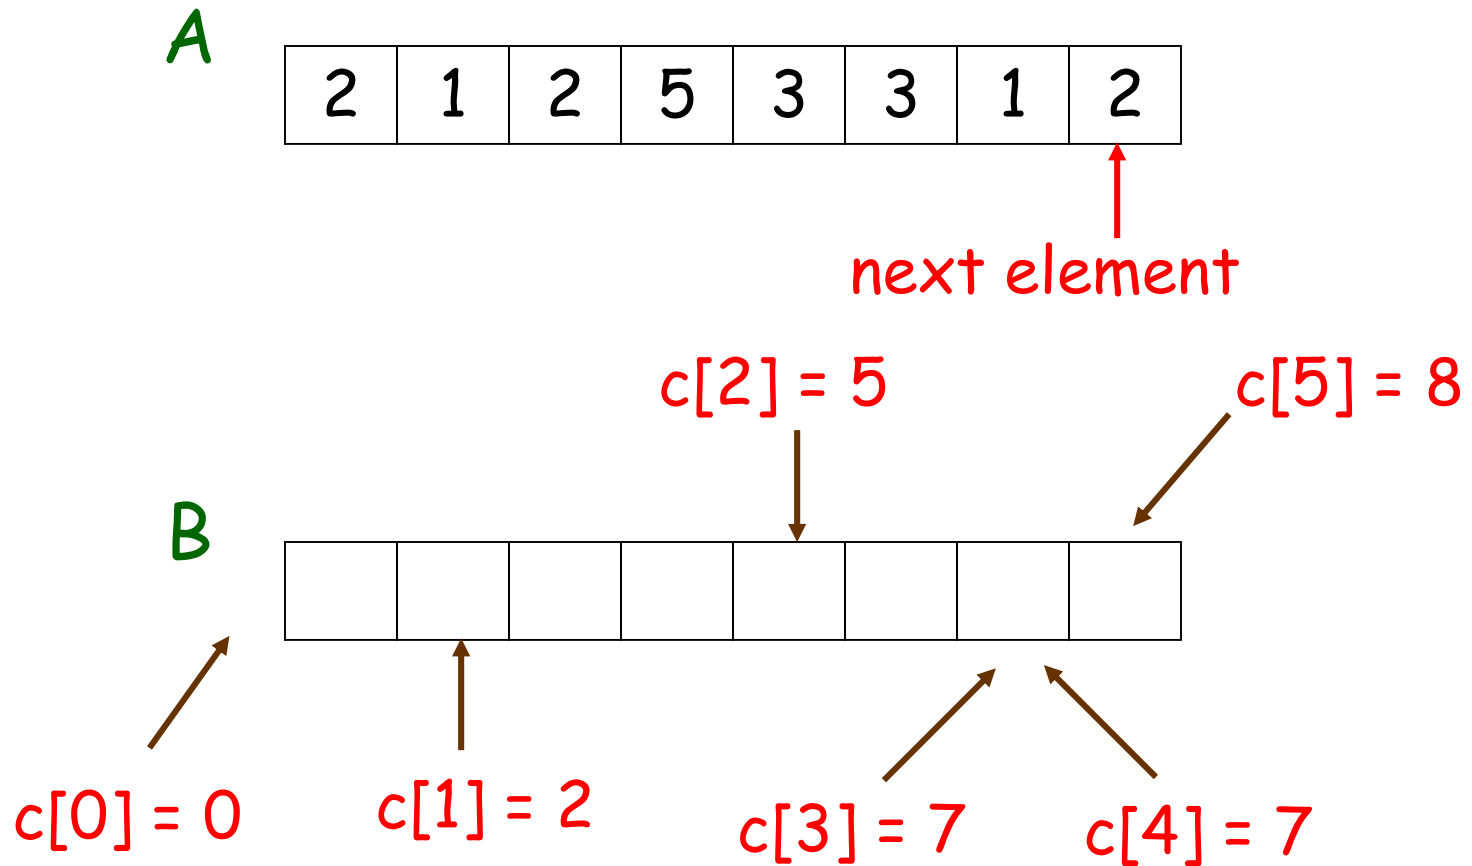 A
2 1 2 5 3 3 1 2
next element
c[2] = 5 c[5] = 8
B
c[0] = 0 c[1] = 2 c[3] = 7 c[4] = 7